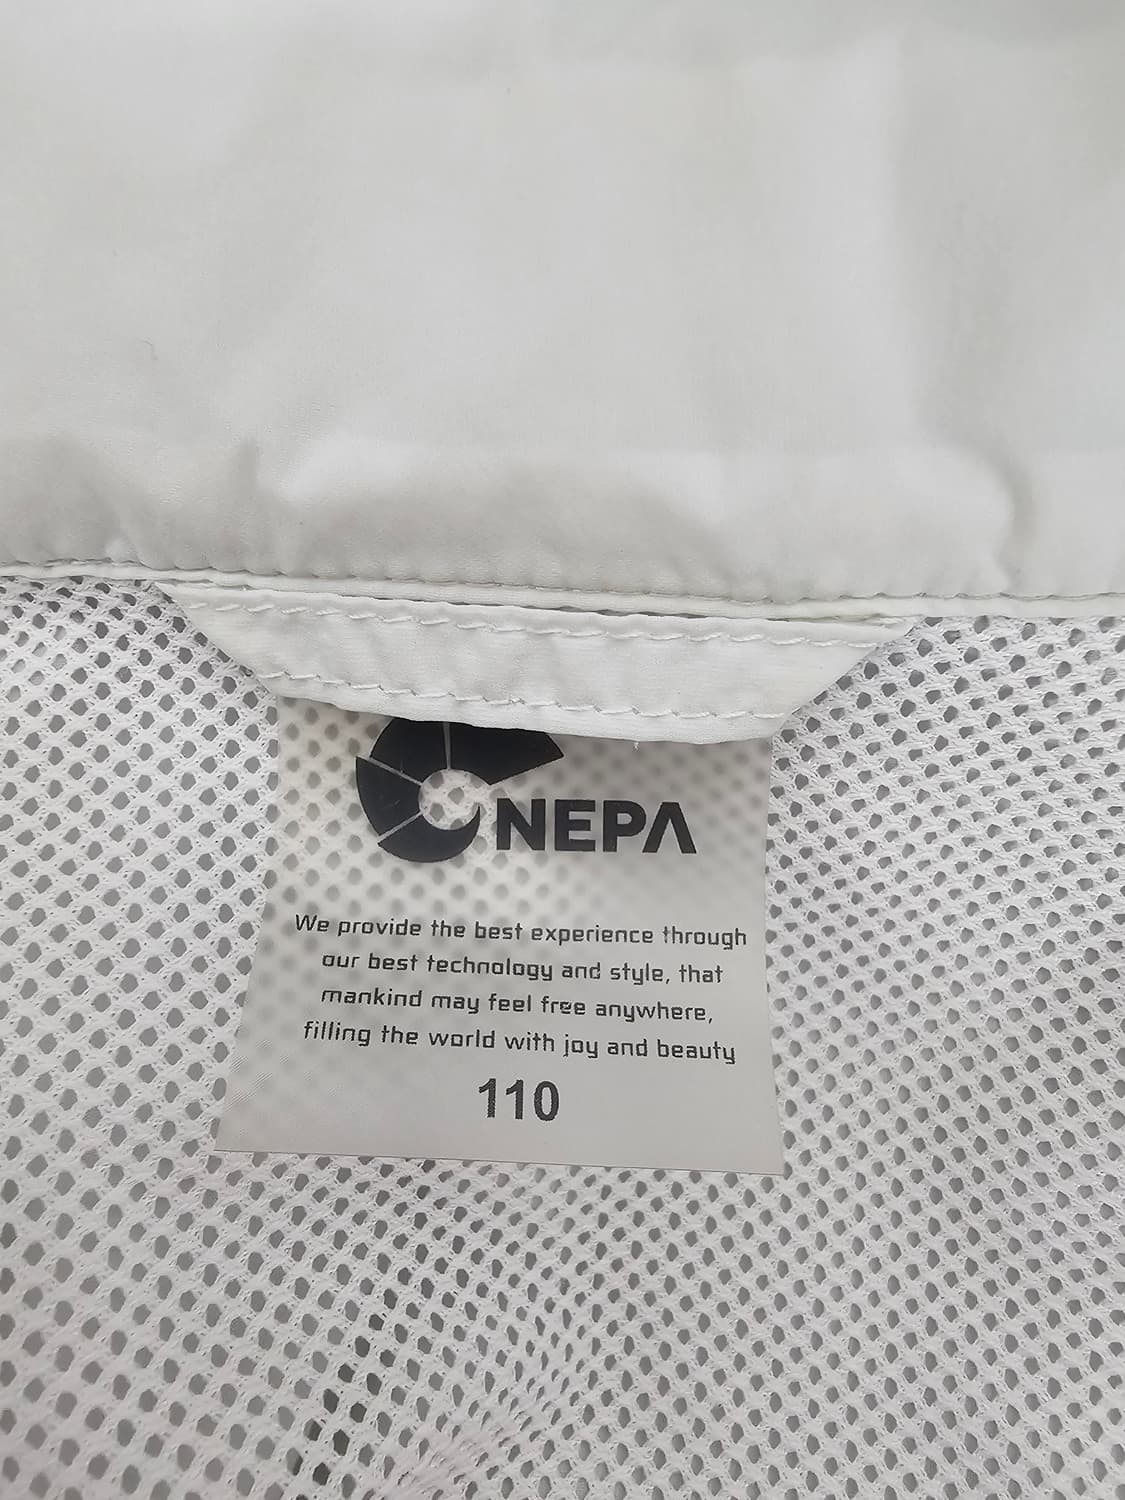 NEPA
We provide the best experience through
our best technology and style, that
mankind may feel free anywhere,
filling the world with joy and beauty
110